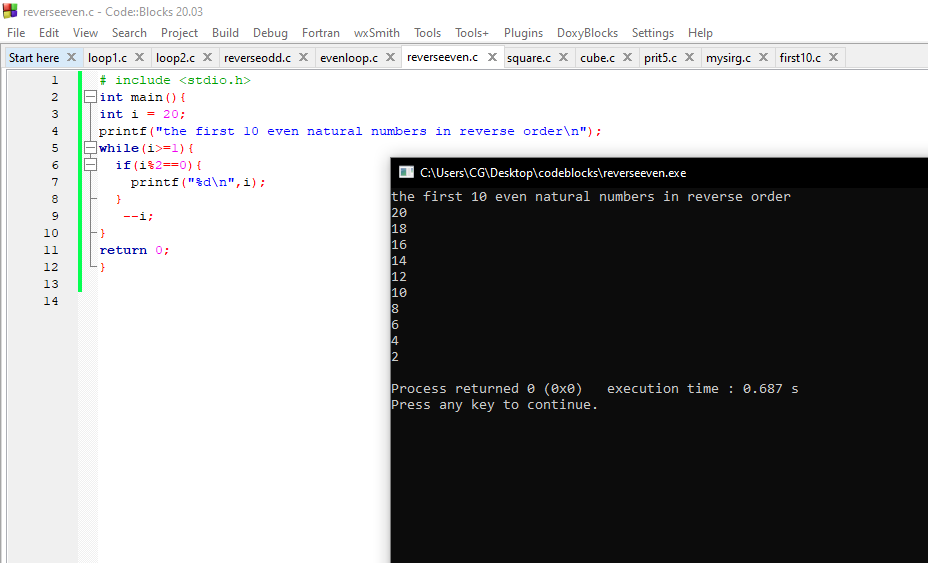 reverseeven.c - Code::Blocks 20.03
File Edit View Search Project Build Debug Fortran wxSmith Tools Tools+ Plugins DoxyBlocks Settings Help
Start here loop1.c loop2.c reverseodd.c evenloop.c reverseeven.c square.c cube.c prit5.c mysirg.c first10.c
1 # include <stdio.h>
2 int main(){
3 int i = 20;
4 printf("the first 10 even natural numbers in reverse order\n");
5 while(i>=1){
6 if(i%2==0){
7 printf("%d\n",i);
8 }
9 --i;
10 }
11 return 0;
12 }
13
14
C:\Users\CG\Desktop\codeblocks\reverseeven.exe
the first 10 even natural numbers in reverse order
20
18
16
14
12
10
8
6
4
2
Process returned 0 (0x0) execution time : 0.687 s
Press any key to continue.